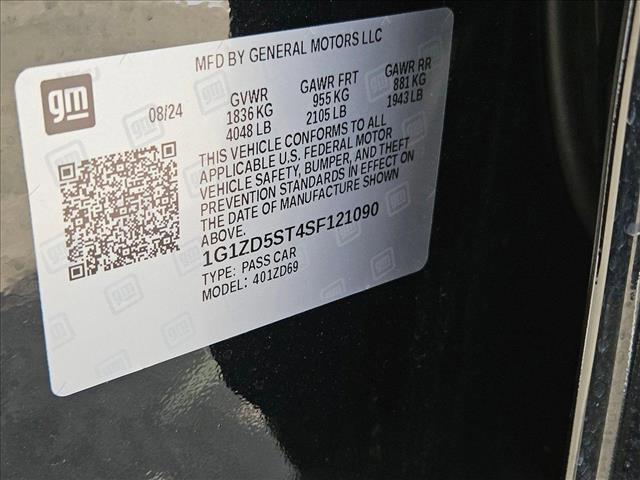 MFD BY GENERAL MOTORS LLC
gm
08/24
GVWR
1836 KG
4048 LB
GAWR FRT
955 KG
2105 LB
GAWR RR
881 KG
1943 LB
THIS VEHICLE CONFORMS TO ALL
APPLICABLE U.S. FEDERAL MOTOR
VEHICLE SAFETY, BUMPER, AND THEFT
PREVENTION STANDARDS IN EFFECT ON
THE DATE OF MANUFACTURE SHOWN
ABOVE.
1G1ZD5ST4SF121090
TYPE: PASS CAR
MODEL: 401ZD69